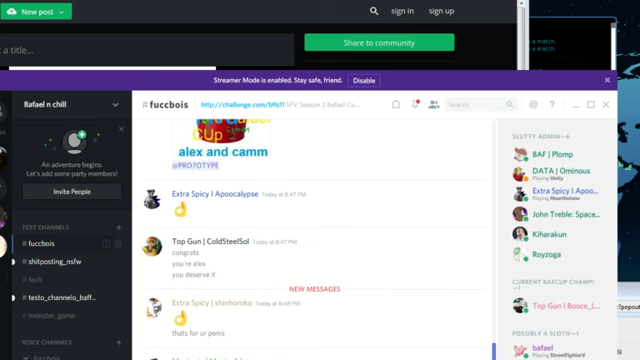 New post
sign in
sign up
a title...
Share to community
a match.
a match.
Streamer Mode is enabled. Stay safe, friend.
Disable
Bafael n chill
# fuccbois
http://challonge.com/bfls11 SFV Season 2 Bafael Cu...
Search
An adventure begins.
Let's add some party members!
Invite People
TEXT CHANNELS
# fuccbois
# shitposting_nsfw
# tech
# testo_channelo_baff...
# monster_game
VOICE CHANNELS
CUp
alex and camm
@PRO7OTYPE
Extra Spicy I Apoocalypse Today at 8:47 PM
Top Gun | ColdSteelSol Today at 8:47 PM
congrats
you're alex
you deserve it
NEW MESSAGES
Extra Spicy | shinhoroko Today at 8:48 PM
thats for ur penis
SLUTTY ADMIN—6
BAF | Plomp
DATA | Ominous
Playing Unity
Extra Spicy I Apoo...
Playing Hearthstone
John Treble: Space...
Kiharakun
Royzoga
CURRENT BAFCUP CHAMP!
—1
Top Gun I Booce_L...
POSSIBLY A SLOTH—1
bafael
Playing StreetFighterV
?popout